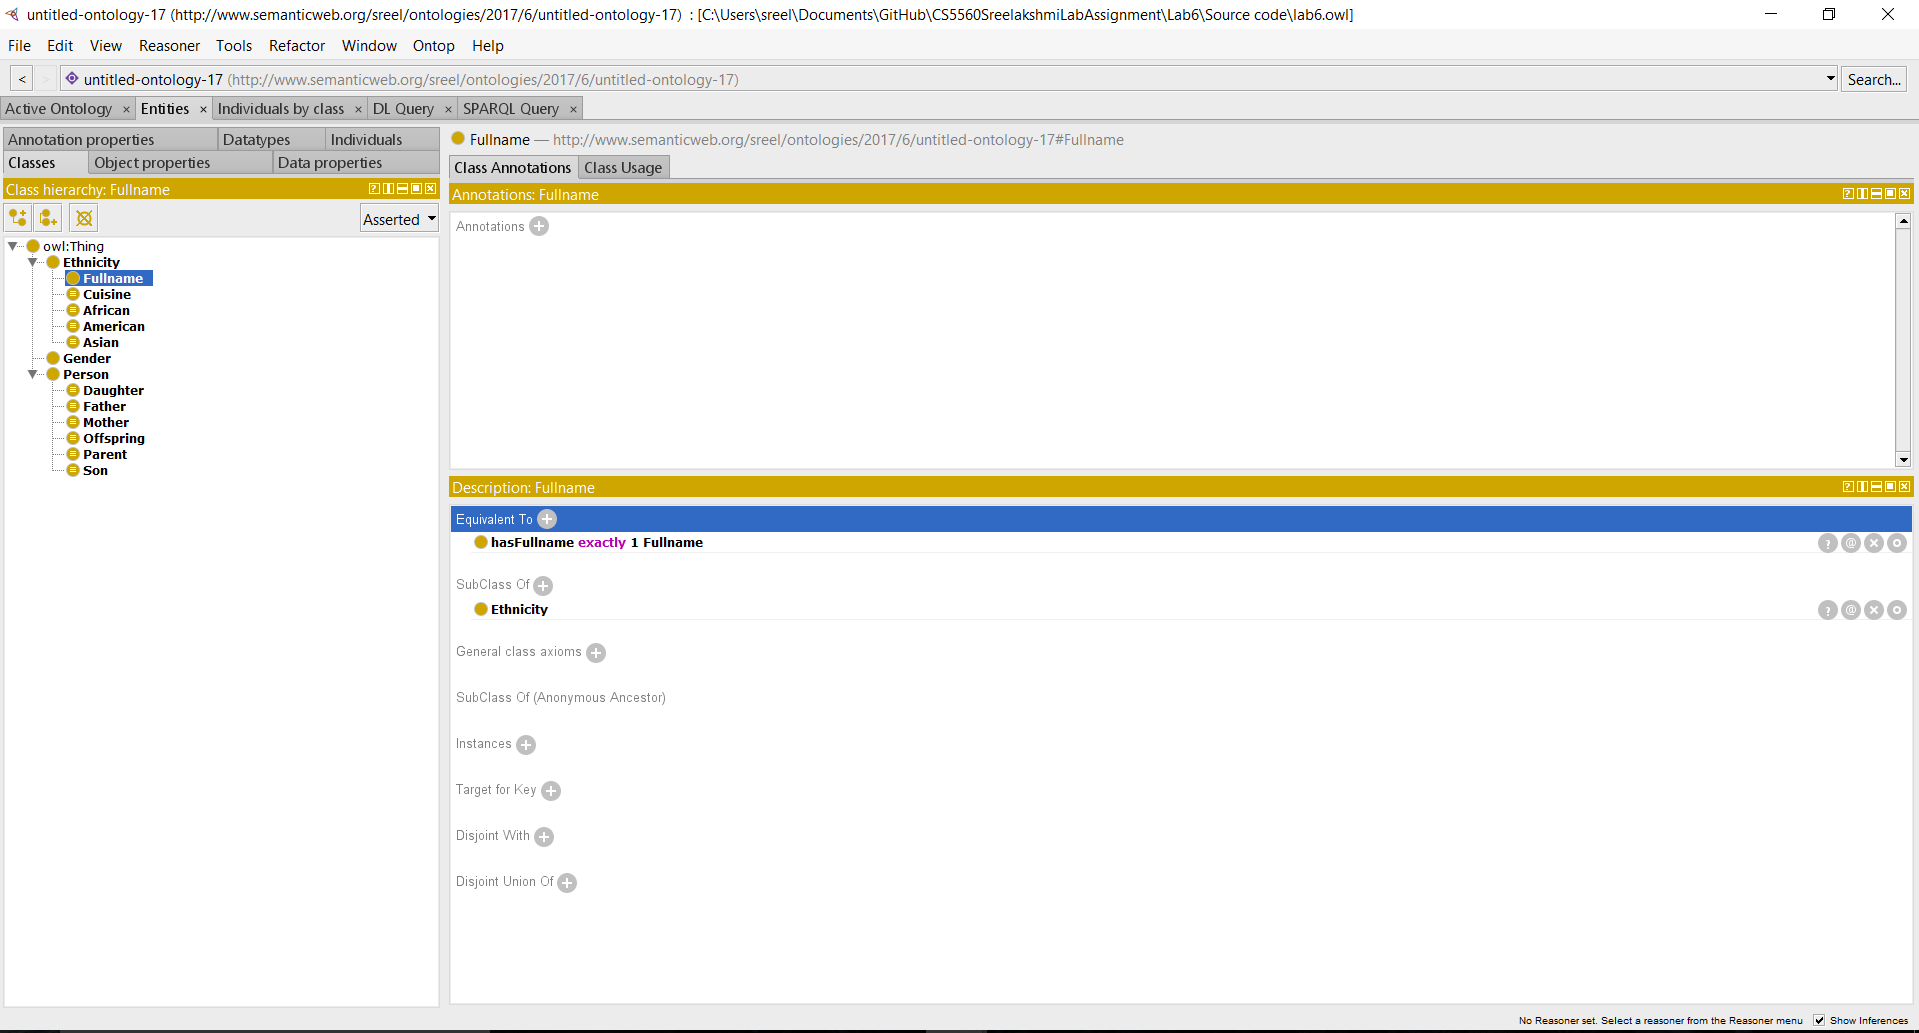 untitled-ontology-17 (http://www.semanticweb.org/sreel/ontologies/2017/6/untitled-ontology-17) : [C:\Users\sreel\Documents\GitHub\CS5560SreelakshmiLabAssignment\Lab6\Source code\lab6.owl]
File Edit View Reasoner Tools Refactor Window Ontop Help
< > untitled-ontology-17 (http://www.semanticweb.org/sreel/ontologies/2017/6/untitled-ontology-17) Search...
Active Ontology × Entities × Individuals by class × DL Query × SPARQL Query ×
Annotation properties Datatypes Individuals
Classes Object properties Data properties
Class hierarchy: Fullname
Asserted
owl:Thing
Ethnicity
Fullname
Cuisine
African
American
Asian
Gender
Person
Daughter
Father
Mother
Offspring
Parent
Son
Fullname — http://www.semanticweb.org/sreel/ontologies/2017/6/untitled-ontology-17#Fullname
Class Annotations Class Usage
Annotations: Fullname
Annotations
Description: Fullname
Equivalent To
hasFullname exactly 1 Fullname
SubClass Of
Ethnicity
General class axioms
SubClass Of (Anonymous Ancestor)
Instances
Target for Key
Disjoint With
Disjoint Union Of
No Reasoner set. Select a reasoner from the Reasoner menu Show Inferences